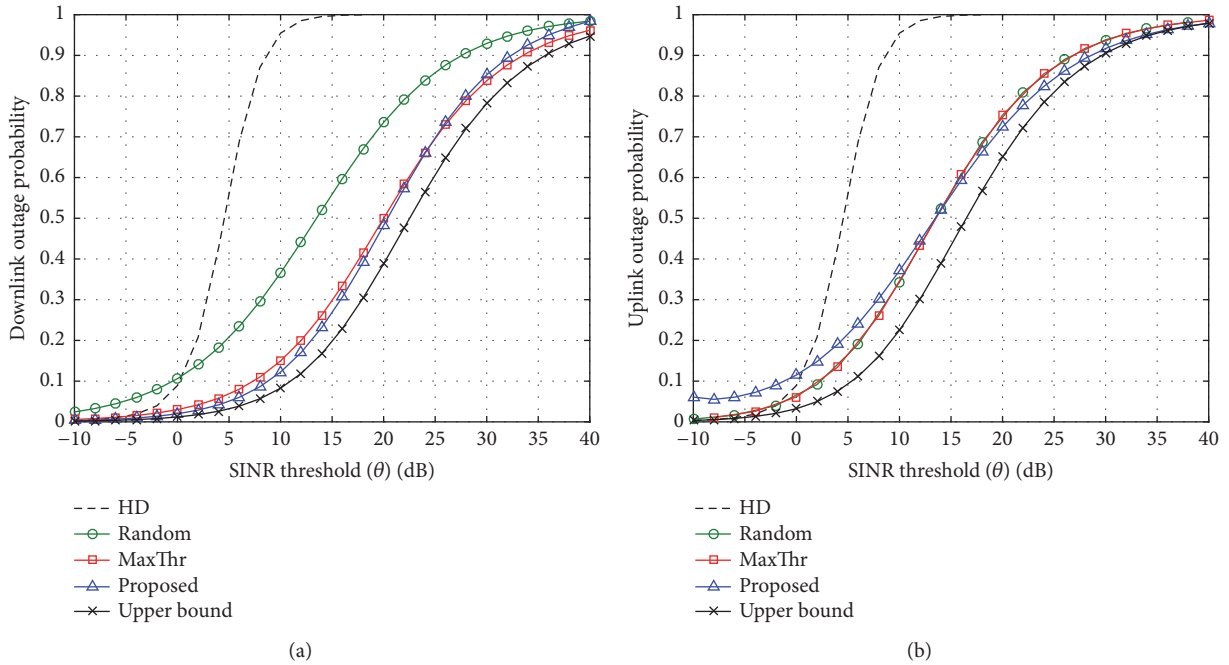 Downlink outage probability
1
0.9
0.8
0.7
0.6
0.5
0.4
0.3
0.2
0.1
0
−10 −5 0 5 10 15 20 25 30 35 40
SINR threshold (θ) (dB)
HD
Random
MaxThr
Proposed
Upper bound
(a)
Uplink outage probability
1
0.9
0.8
0.7
0.6
0.5
0.4
0.3
0.2
0.1
0
−10 −5 0 5 10 15 20 25 30 35 40
SINR threshold (θ) (dB)
HD
Random
MaxThr
Proposed
Upper bound
(b)